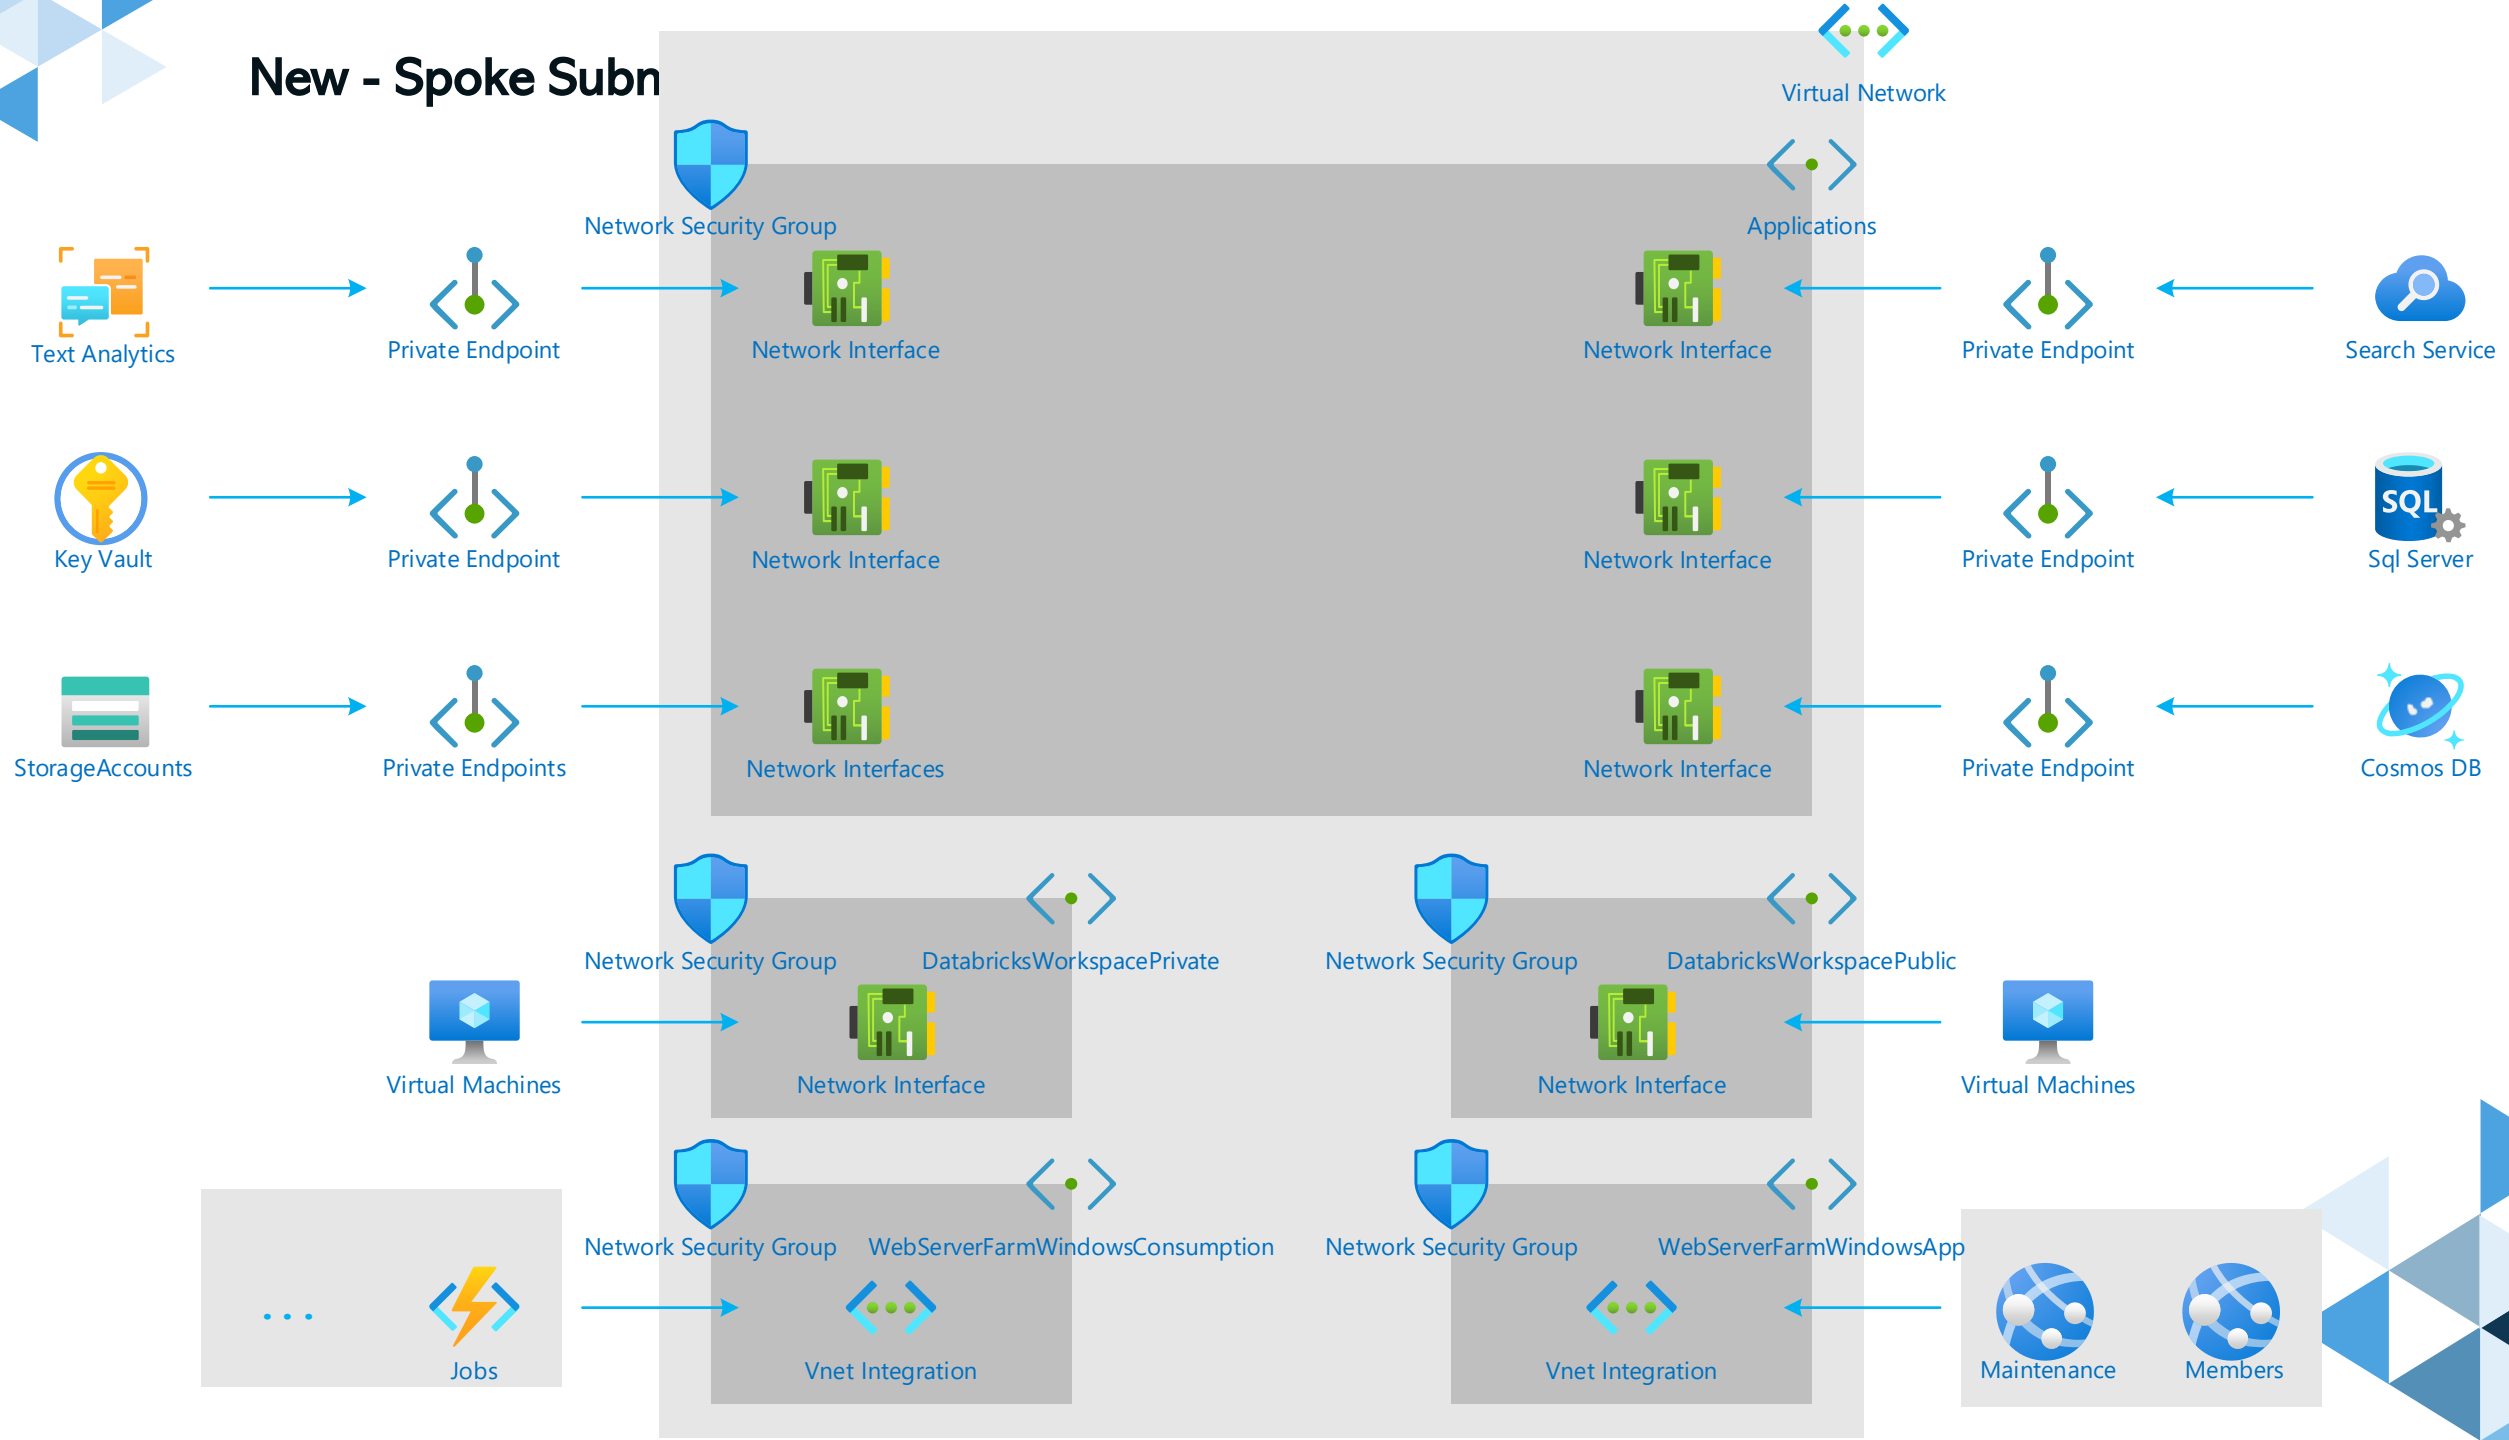 New - Spoke Subn
Virtual Network
Network Security Group
Applications
Text Analytics
Private Endpoint
Network Interface
Network Interface
Private Endpoint
Search Service
Key Vault
Private Endpoint
Network Interface
Network Interface
Private Endpoint
SQL
Sql Server
StorageAccounts
Private Endpoints
Network Interfaces
Network Interface
Private Endpoint
Cosmos DB
Network Security Group
DatabricksWorkspacePrivate
Network Security Group
DatabricksWorkspacePublic
Virtual Machines
Network Interface
Network Interface
Virtual Machines
Network Security Group
WebServerFarmWindowsConsumption
Network Security Group
WebServerFarmWindowsApp
...
Jobs
Vnet Integration
Vnet Integration
Maintenance
Members